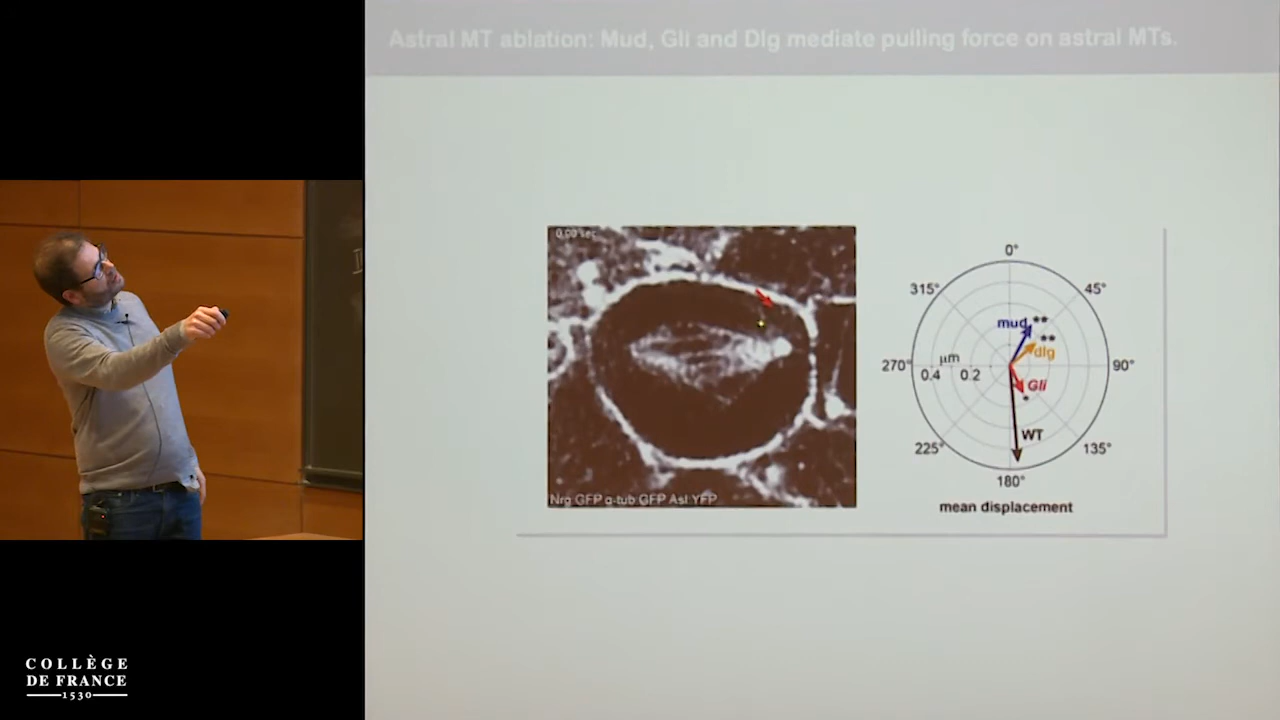 Astral MT ablation: Mud, Gli and Dlg mediate pulling force on astral MTs.
0.00 sec
Nrg GFP α-tub GFP Asl YFP
0°
315°
45°
mud
**
**
dlg
270°
μm
90°
0.4
0.2
Gli
*
WT
225°
135°
180°
mean displacement
COLLÈGE
DE FRANCE
1530